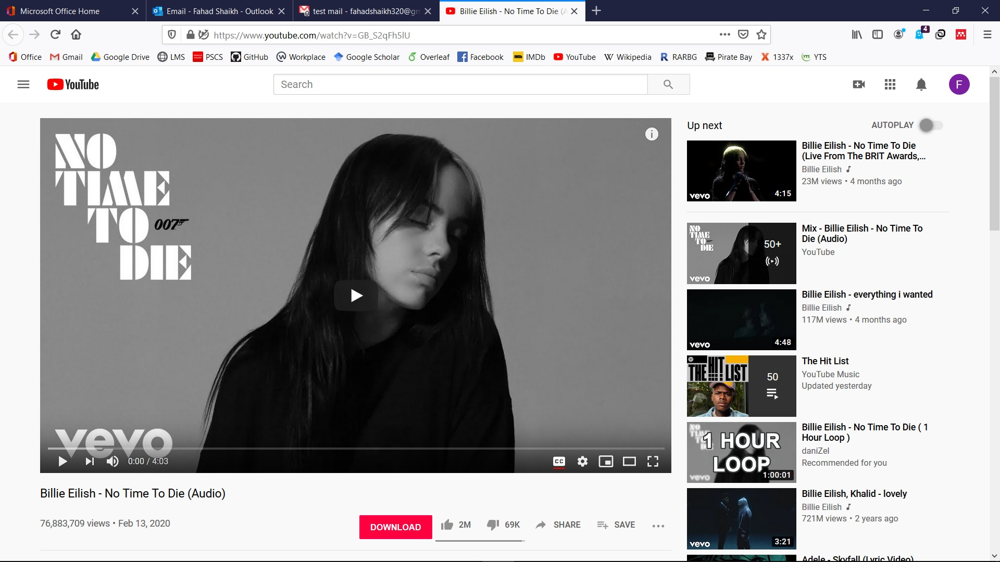 Microsoft Office Home
Email - Fahad Shaikh - Outlook
test mail - fahadshaikh320@gm
Billie Eilish - No Time To Die (A
https://www.youtube.com/watch?v=GB_S2qFh5lU
4
Office
Gmail
Google Drive
LMS
PSCS
GitHub
Workplace
Google Scholar
Overleaf
Facebook
IMDb
YouTube
Wikipedia
RARBG
Pirate Bay
1337x
YTS
YouTube
Search
F
NO
TIME
TO 007
DIE
vevo
0:00 / 4:03
CC
Billie Eilish - No Time To Die (Audio)
76,883,709 views • Feb 13, 2020
DOWNLOAD
2M
69K
SHARE
SAVE
Up next
AUTOPLAY
vevo
4:15
Billie Eilish - No Time To Die
(Live From The BRIT Awards,...
Billie Eilish
23M views • 4 months ago
NO
TIME
TO
DIE
vevo
50+
Mix - Billie Eilish - No Time To
Die (Audio)
YouTube
vevo
4:48
Billie Eilish - everything i wanted
Billie Eilish
117M views • 4 months ago
THE HIT LIST
50
The Hit List
YouTube Music
Updated yesterday
1 HOUR
LOOP
vevo
1:00:01
Billie Eilish - No Time To Die ( 1
Hour Loop )
daniZel
Recommended for you
vevo
3:21
Billie Eilish, Khalid - lovely
Billie Eilish
721M views • 2 years ago
Adele - Skyfall (Lyric Video)